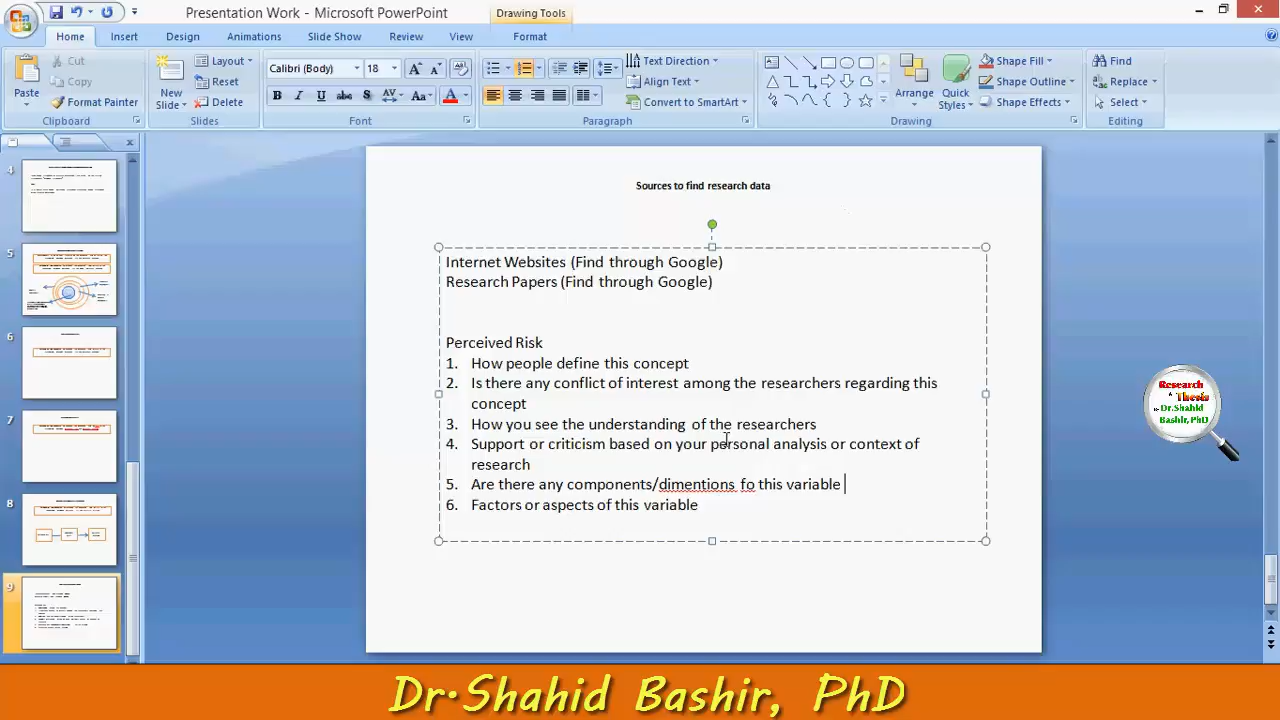 Presentation Work - Microsoft PowerPoint
Drawing Tools
Home Insert Design Animations Slide Show Review View Format
Paste
Cut
Copy
Format Painter
Clipboard
New Slide
Layout
Reset
Delete
Slides
Calibri (Body) 18
Font
Text Direction
Align Text
Convert to SmartArt
Paragraph
Arrange
Quick Styles
Shape Fill
Shape Outline
Shape Effects
Drawing
Find
Replace
Select
Editing
4
5
6
7
8
9
Sources to find research data
Internet Websites (Find through Google)
Research Papers (Find through Google)
Perceived Risk
1. How people define this concept
2. Is there any conflict of interest among the researchers regarding this
concept
3. How you see the understanding of the researchers
4. Support or criticism based on your personal analysis or context of
research
5. Are there any components/dimentions fo this variable
6. Factors or aspects of this variable
Research
Thesis
Dr.Shahid
Bashir, PhD
Dr.Shahid Bashir, PhD